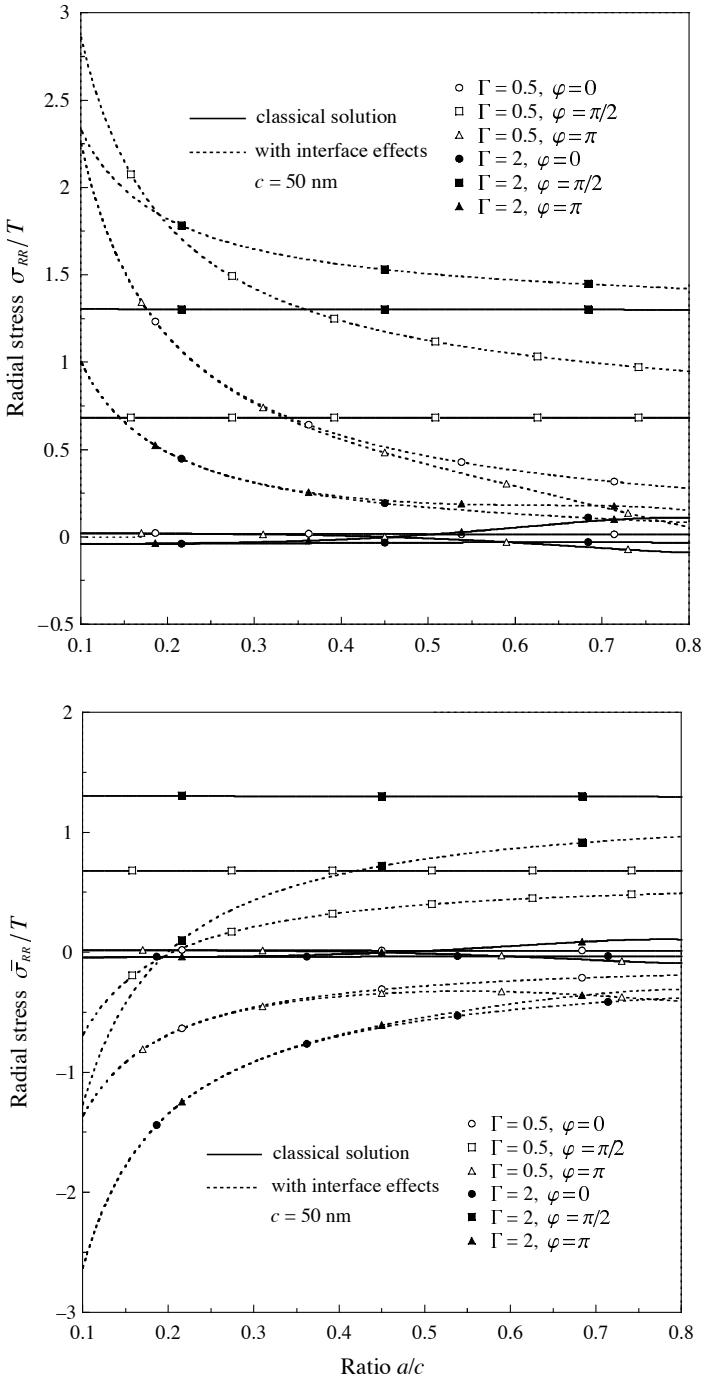 3
2.5
2
1.5
1
0.5
0
–0.5
0.1 0.2 0.3 0.4 0.5 0.6 0.7 0.8
Radial stress σ_RR / T
classical solution
with interface effects
c = 50 nm
Γ = 0.5, φ = 0
Γ = 0.5, φ = π/2
Γ = 0.5, φ = π
Γ = 2, φ = 0
Γ = 2, φ = π/2
Γ = 2, φ = π
2
1
0
–1
–2
–3
0.1 0.2 0.3 0.4 0.5 0.6 0.7 0.8
Radial stress σ̄_RR / T
classical solution
with interface effects
c = 50 nm
Γ = 0.5, φ = 0
Γ = 0.5, φ = π/2
Γ = 0.5, φ = π
Γ = 2, φ = 0
Γ = 2, φ = π/2
Γ = 2, φ = π
Ratio a/c